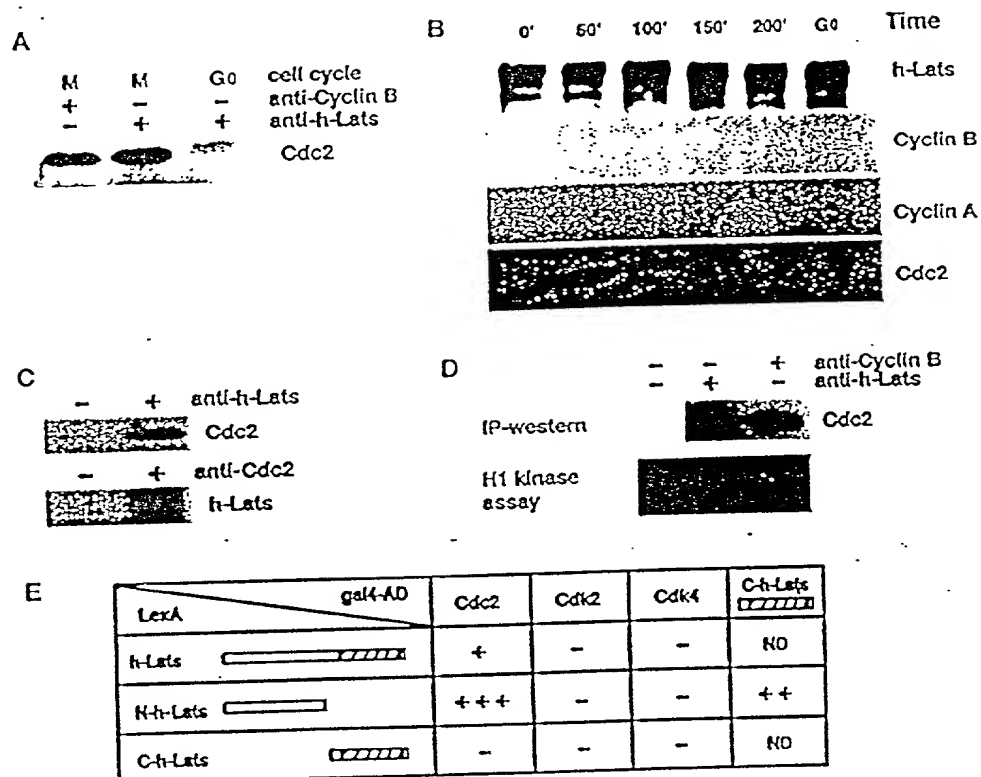 A
M M G0 cell cycle
+ − − anti-Cyclin B
− + + anti-h-Lats
Cdc2
B
0' 50' 100' 150' 200' G0 Time
h-Lats
Cyclin B
Cyclin A
Cdc2
C
− + anti-h-Lats
Cdc2
− + anti-Cdc2
h-Lats
D
− − + anti-Cyclin B
− + − anti-h-Lats
IP-western Cdc2
H1 kinase
assay
E
LexA gal4-AD Cdc2 Cdk2 Cdk4 C-h-Lats
h-Lats + − − ND
N-h-Lats +++ − − ++
C-h-Lats − − − ND